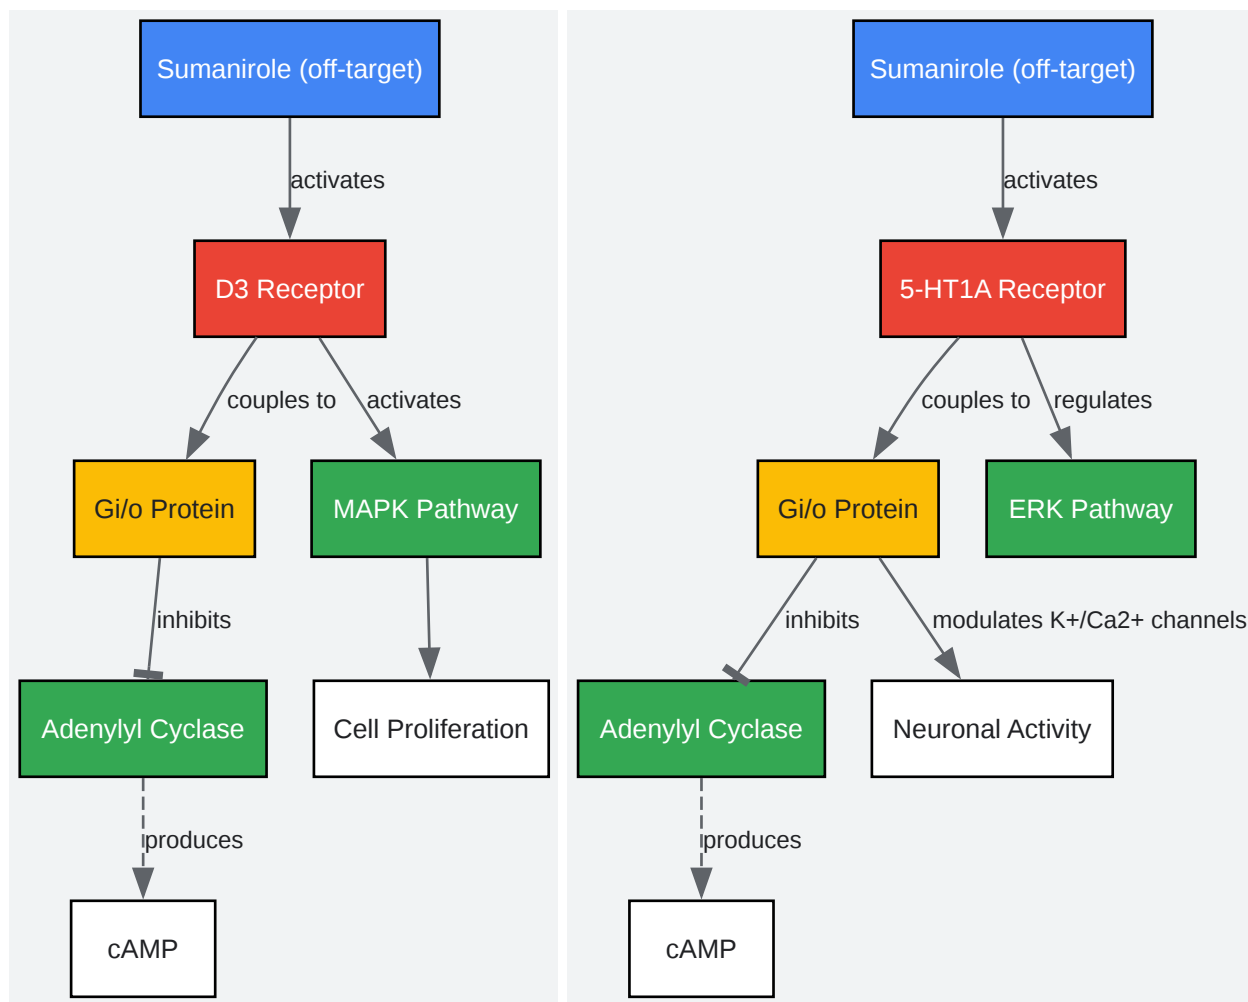 Sumanirole (off-target)
activates
D3 Receptor
couples to
activates
Gi/o Protein
MAPK Pathway
inhibits
Adenylyl Cyclase
Cell Proliferation
produces
cAMP
Sumanirole (off-target)
activates
5-HT1A Receptor
couples to
regulates
Gi/o Protein
ERK Pathway
inhibits
modulates K+/Ca2+ channels
Adenylyl Cyclase
Neuronal Activity
produces
cAMP